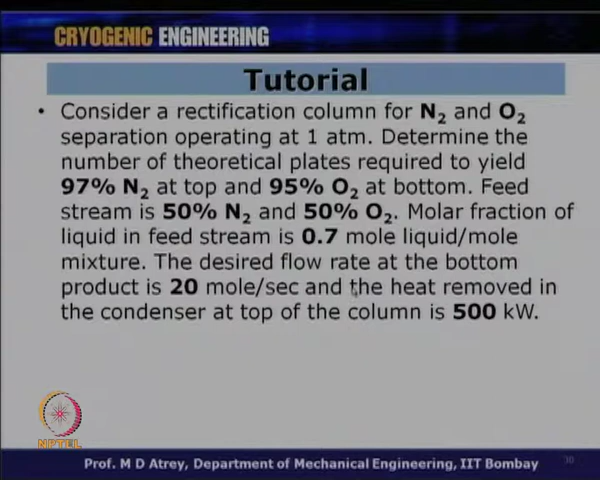 CRYOGENIC ENGINEERING
Tutorial
• Consider a rectification column for N₂ and O₂
separation operating at 1 atm. Determine the
number of theoretical plates required to yield
97% N₂ at top and 95% O₂ at bottom. Feed
stream is 50% N₂ and 50% O₂. Molar fraction of
liquid in feed stream is 0.7 mole liquid/mole
mixture. The desired flow rate at the bottom
product is 20 mole/sec and the heat removed in
the condenser at top of the column is 500 kW.
NPTEL
Prof. M D Atrey, Department of Mechanical Engineering, IIT Bombay
30